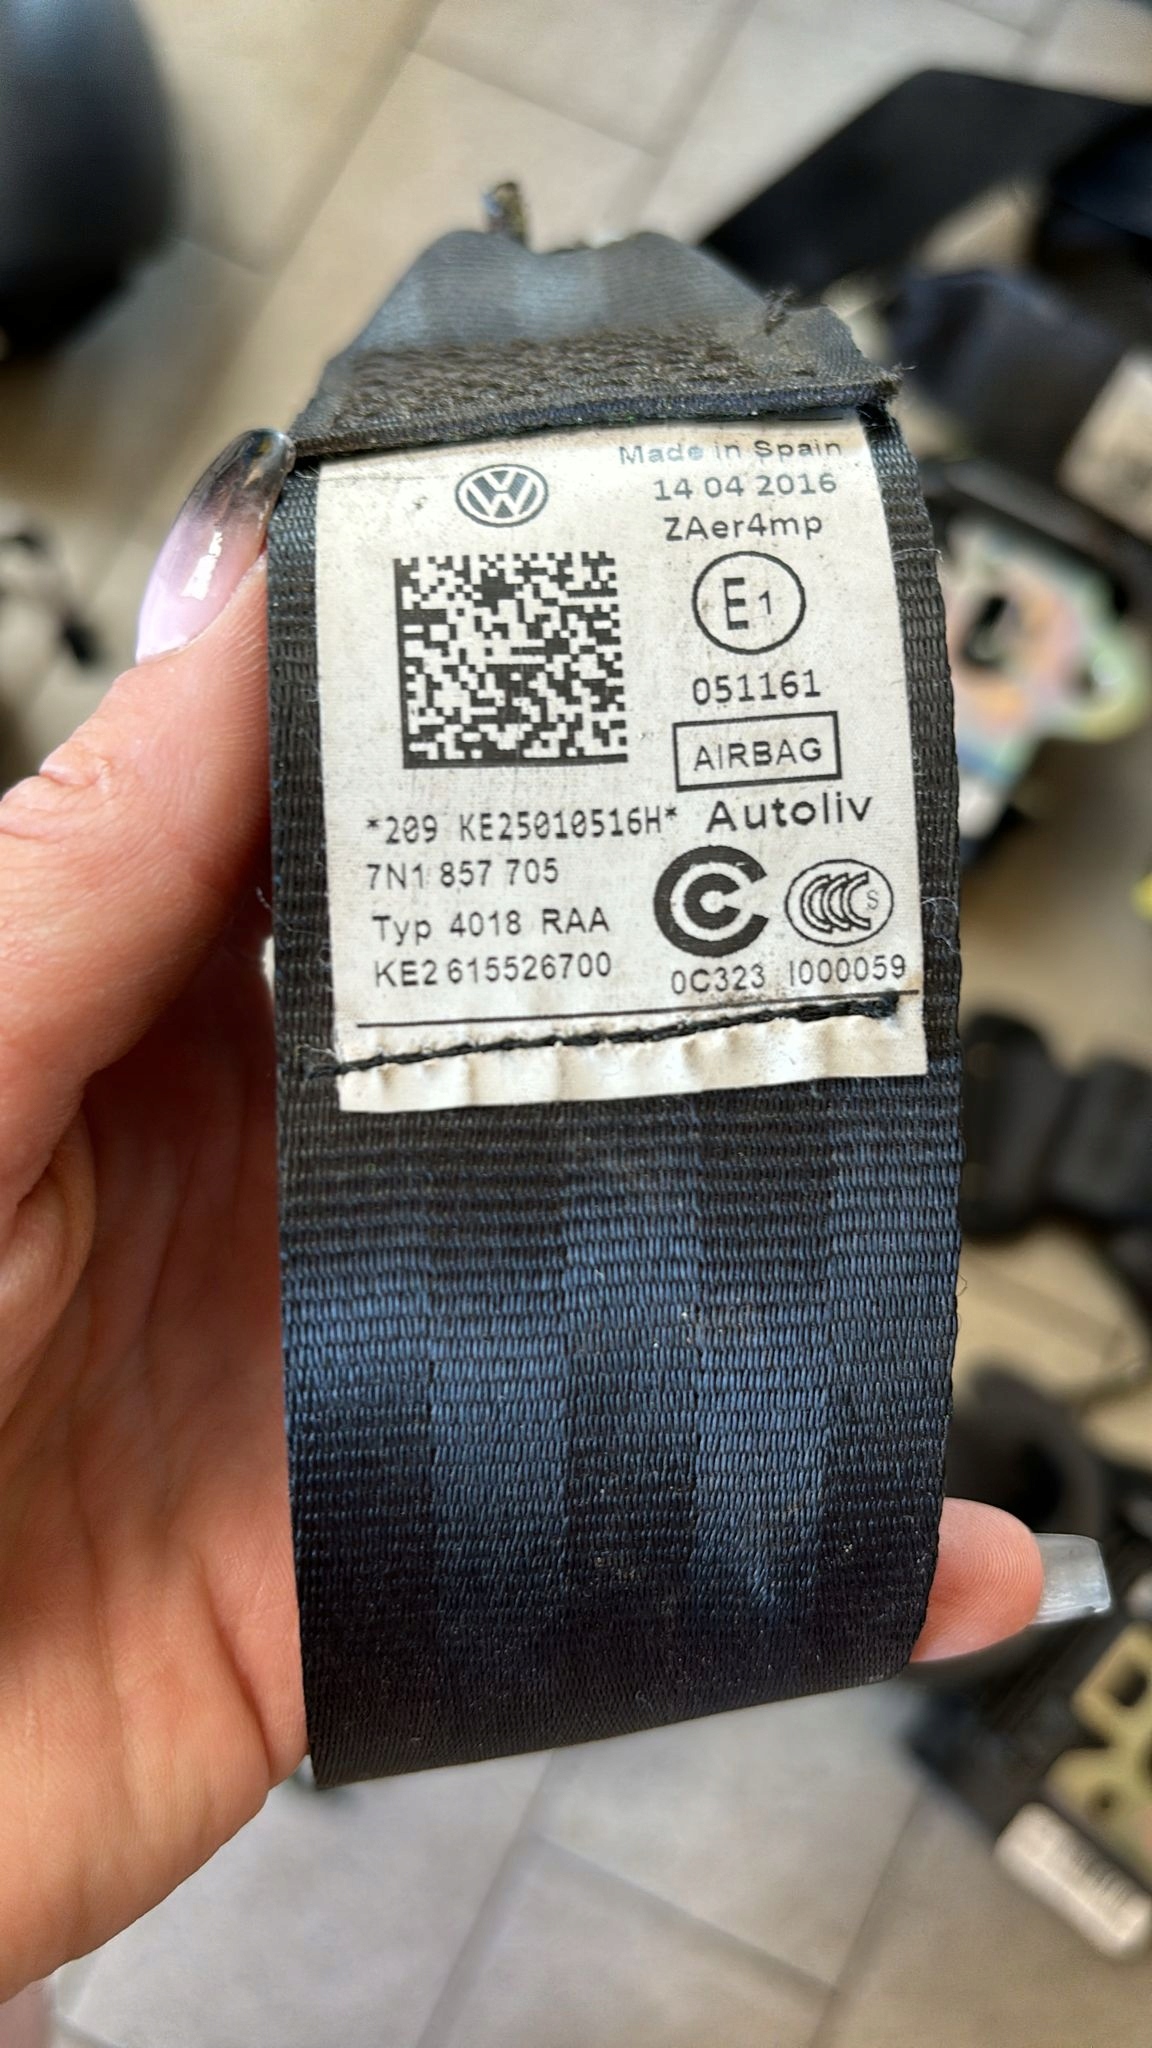 Made in Spain
14 04 2016
ZAer4mp
E1
051161
AIRBAG
*209 KE25010516H* Autoliv
7N1 857 705
Typ 4018 RAA
KE2 615526700
S
0C323 I000059